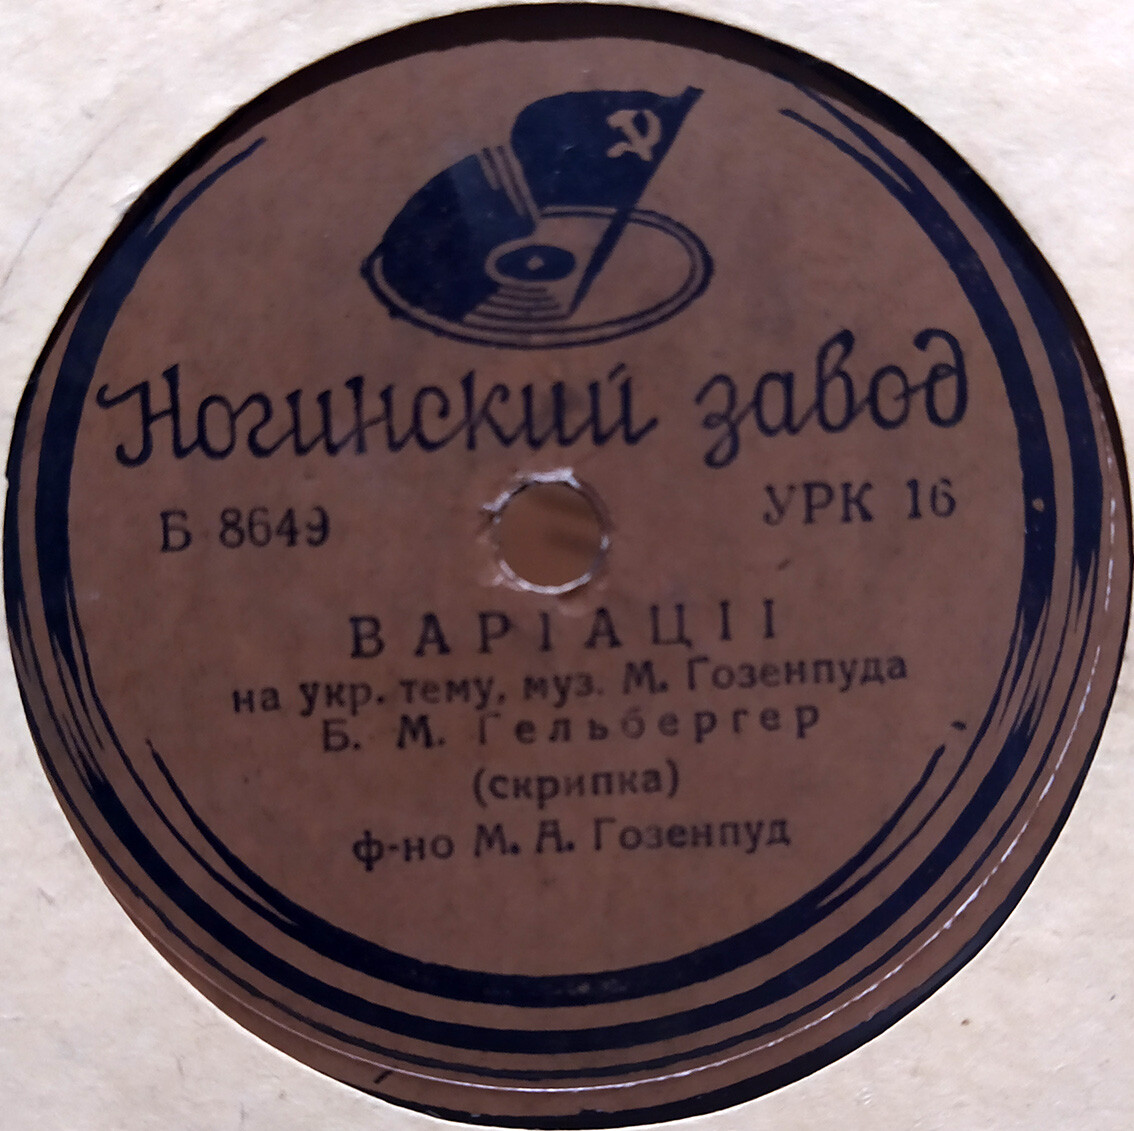 Ногинский завод
Б 8649 УРК 16
ВАРІАЦІІ
на укр. тему, муз. М. Гозенпуда
Б. М. Гельбергер
(скрипка)
ф-но М. А. Гозенпуд